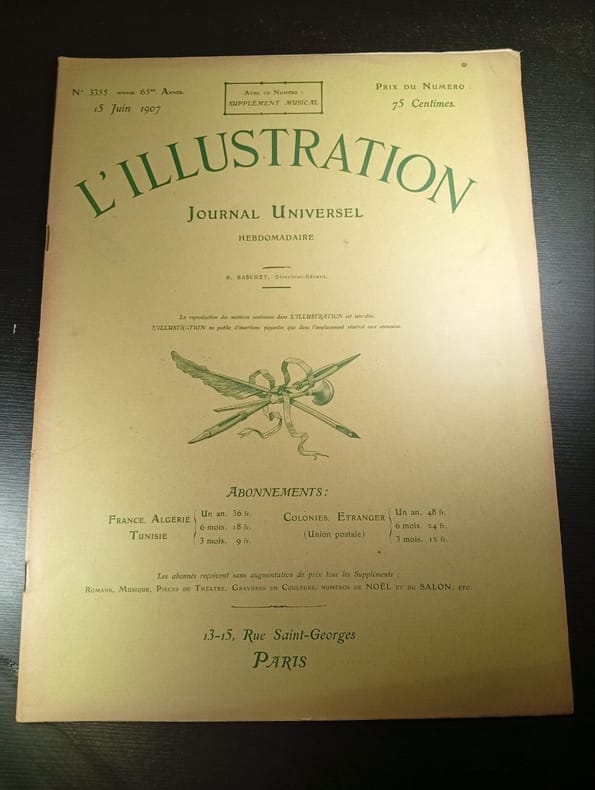 N° 3355 65me Année.
15 Juin 1907
Avec ce Numéro :
SUPPLÉMENT MUSICAL
Prix du Numéro :
75 Centimes.
L'ILLUSTRATION
Journal Universel
HEBDOMADAIRE
R. BASCHET, Directeur-Gérant.
La reproduction des matières contenues dans L'ILLUSTRATION est interdite.
L'ILLUSTRATION ne publie d'insertions payantes que dans l'emplacement réservé aux annonces.
ABONNEMENTS :
France, Algérie
Tunisie
Un an. 36 fr.
6 mois. 18 fr.
3 mois. 9 fr.
Colonies, Etranger
(Union postale)
Un an. 48 fr.
6 mois. 24 fr.
3 mois. 12 fr.
Les abonnés reçoivent sans augmentation de prix tous les Suppléments :
Romans, Musique, Pièces de Théâtre, Gravures en Couleurs, numéros de NOËL et du SALON, etc.
13-15, Rue Saint-Georges
PARIS